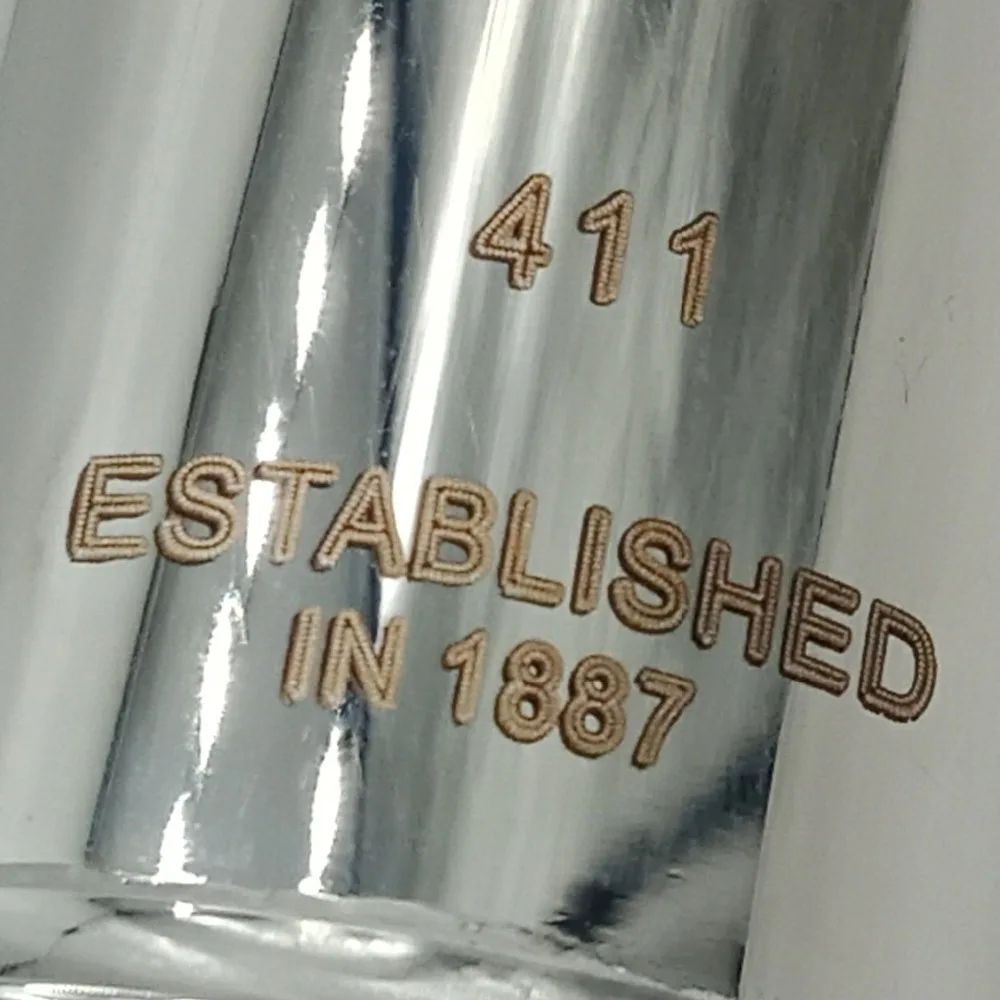 411
ESTABLISHED
IN 1887